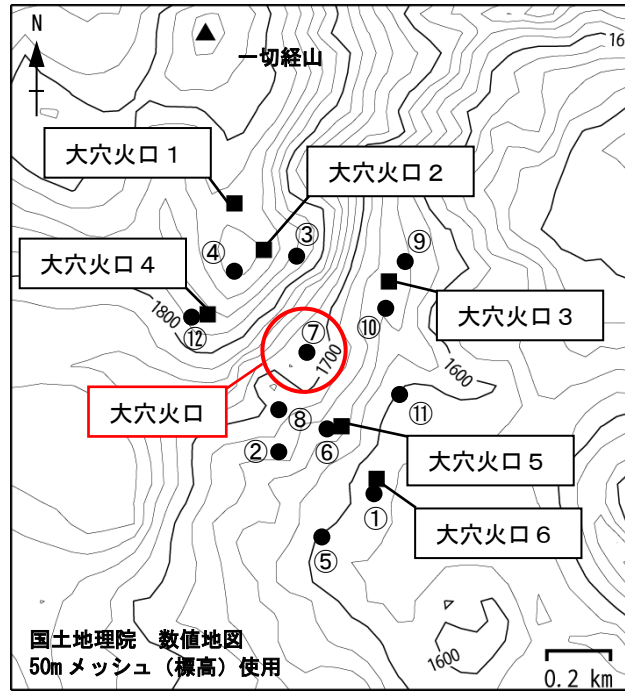 N
16
一切経山
大穴火口１
大穴火口２
③
④
⑨
大穴火口４
大穴火口３
1800
⑫
⑩
⑦
1700
1600
大穴火口
⑪
⑧
⑥
②
大穴火口５
①
大穴火口６
⑤
国土地理院　数値地図
50m メッシュ（標高）使用
1600
0.2 km